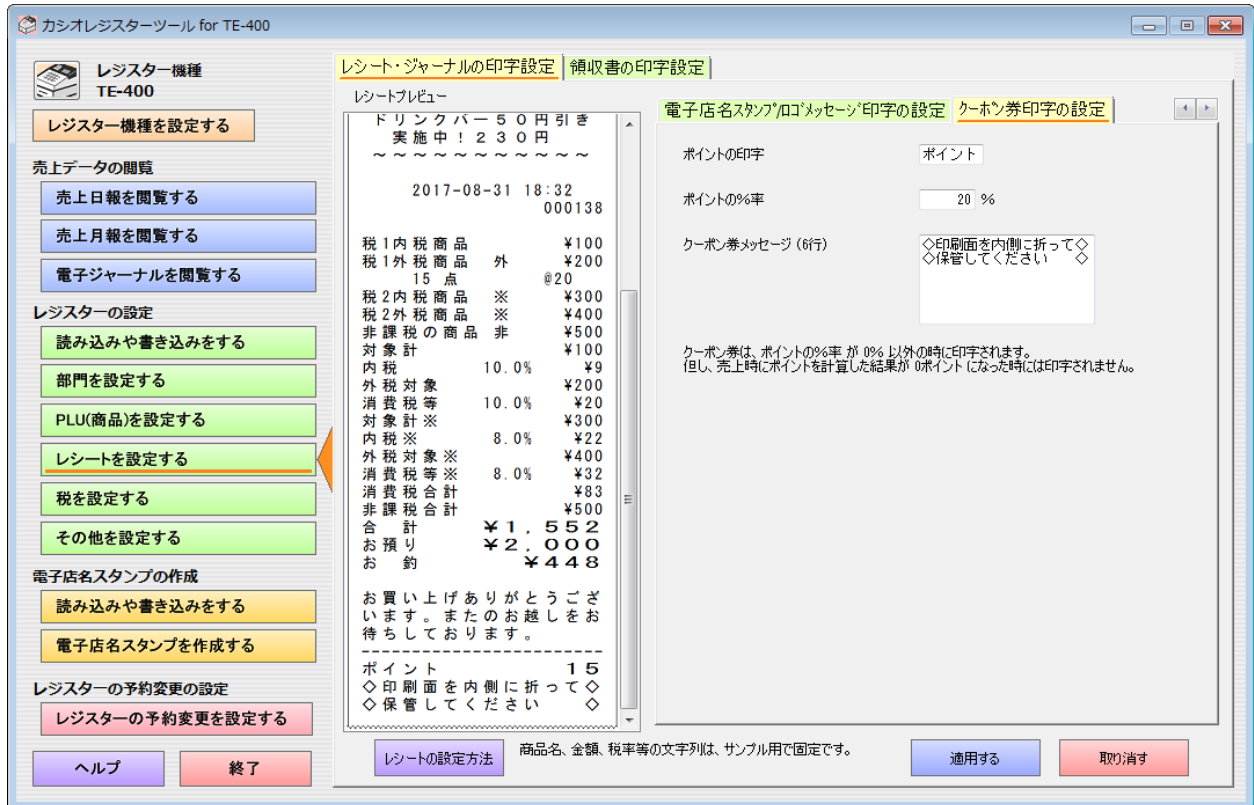 カシオレジスターツール for TE-400
レジスター機種
TE-400
レジスター機種を設定する
売上データの閲覧
売上日報を閲覧する
売上月報を閲覧する
電子ジャーナルを閲覧する
レジスターの設定
読み込みや書き込みをする
部門を設定する
PLU(商品)を設定する
レシートを設定する
税を設定する
その他を設定する
電子店名スタンプの作成
読み込みや書き込みをする
電子店名スタンプを作成する
レジスターの予約変更の設定
レジスターの予約変更を設定する
ヘルプ 終了
レシート・ジャーナルの印字設定 領収書の印字設定
レシートプレビュー
ドリンクバー50円引き
実施中!230円
~~~~~~~~~~~~
2017-08-31 18:32
000138
税1内税商品 ¥100
税1外税商品 外 ¥200
15 点 @20
税2内税商品 ※ ¥300
税2外税商品 ※ ¥400
非課税の商品 非 ¥500
対象計 ¥100
内税 10.0% ¥9
外税対象 ¥200
消費税等 10.0% ¥20
対象計※ ¥300
内税※ 8.0% ¥22
外税対象※ ¥400
消費税等※ 8.0% ¥32
消費税合計 ¥83
非課税合計 ¥500
合 計 ¥1,552
お預り ¥2,000
お 釣 ¥448
お買い上げありがとうござ
います。またのお越しをお
待ちしております。
------------------------
ポイント 15
◇印刷面を内側に折って◇
◇保管してください ◇
電子店名スタンプ/ロゴメッセージ印字の設定 クーポン券印字の設定
ポイントの印字 ポイント
ポイントの%率 20 %
クーポン券メッセージ (6行) ◇印刷面を内側に折って◇
◇保管してください ◇
クーポン券は、ポイントの%率 が 0% 以外の時に印字されます。
但し、売上時にポイントを計算した結果が 0ポイント になった時には印字されません。
レシートの設定方法 商品名、金額、税率等の文字列は、サンプル用で固定です。 適用する 取り消す